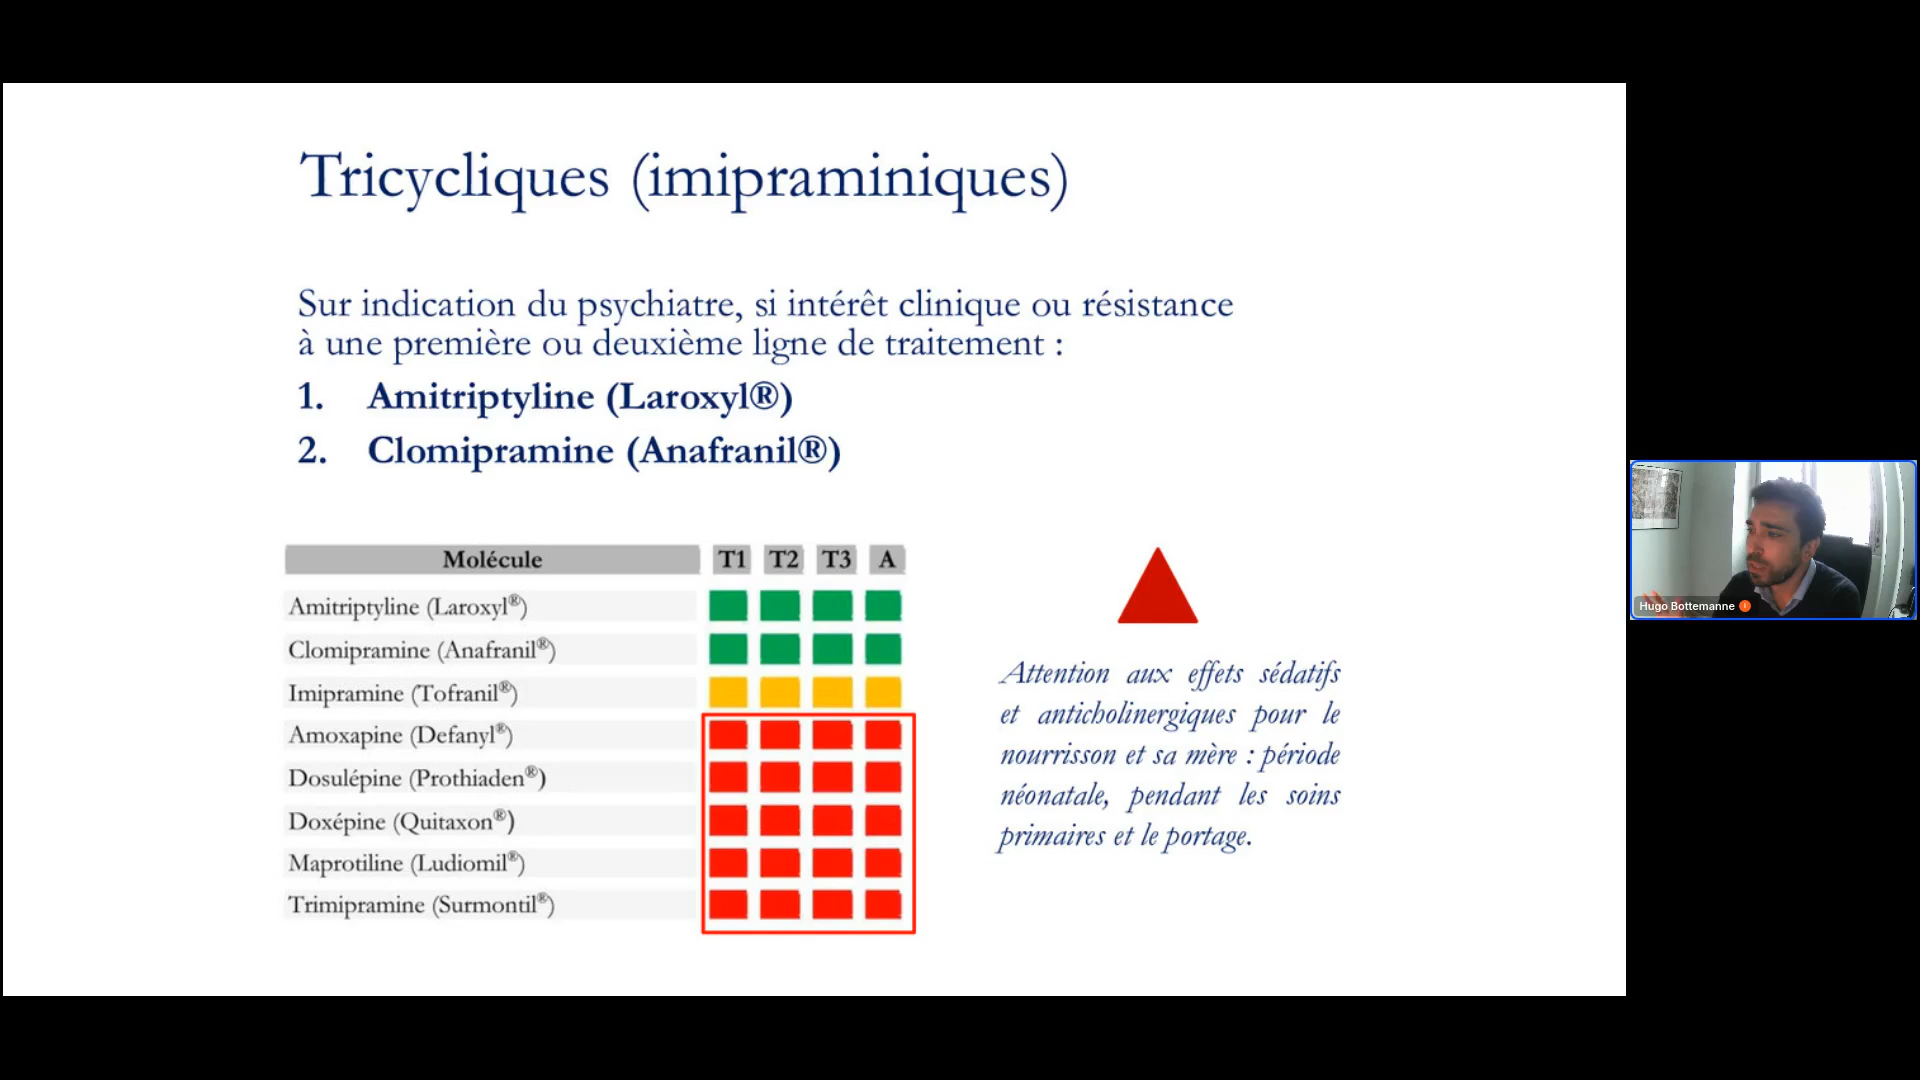 Tricycliques (imipraminiques)
Sur indication du psychiatre, si intérêt clinique ou résistance
à une première ou deuxième ligne de traitement :
1. Amitriptyline (Laroxyl®)
2. Clomipramine (Anafranil®)
Molécule T1 T2 T3 A
Amitriptyline (Laroxyl®)
Clomipramine (Anafranil®)
Imipramine (Tofranil®)
Amoxapine (Defanyl®)
Dosulépine (Prothiaden®)
Doxépine (Quitaxon®)
Maprotiline (Ludiomil®)
Trimipramine (Surmontil®)
Attention aux effets sédatifs
et anticholinergiques pour le
nourrisson et sa mère : période
néonatale, pendant les soins
primaires et le portage.
Hugo Bottemanne